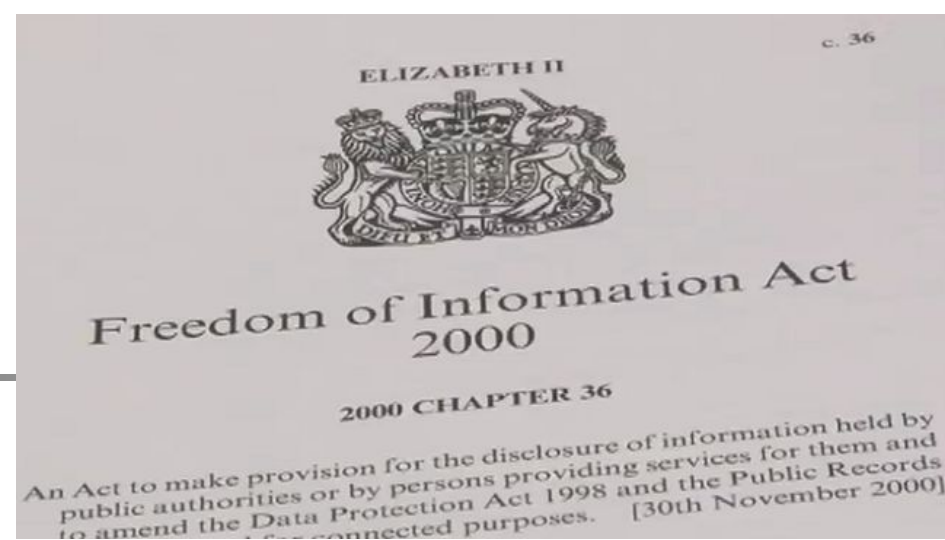 c. 36
ELIZABETH II
DIEU ET MON DROIT
Freedom of Information Act
2000
2000 CHAPTER 36
An Act to make provision for the disclosure of information held by
public authorities or by persons providing services for them and
to amend the Data Protection Act 1998 and the Public Records
for connected purposes. [30th November 2000]